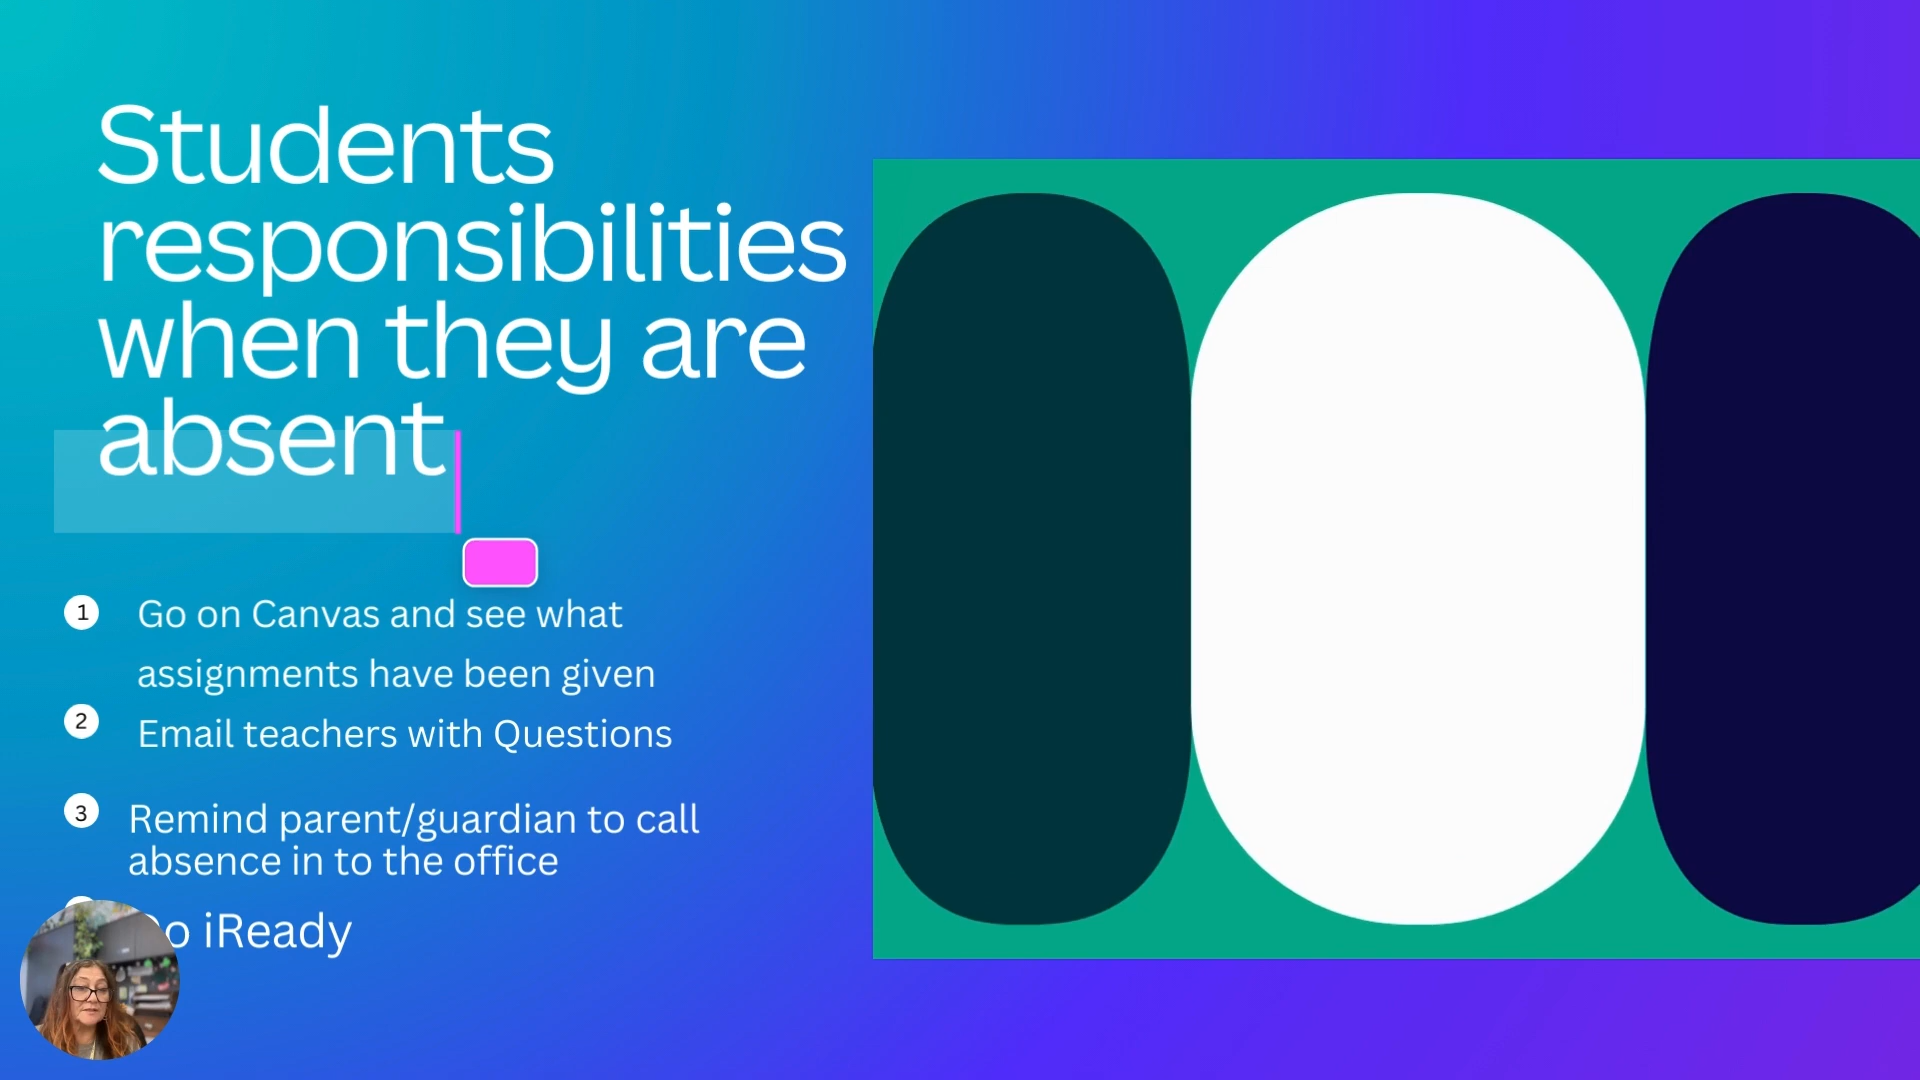 Students
responsibilities
when they are
absent
1 Go on Canvas and see what
assignments have been given
2 Email teachers with Questions
3 Remind parent/guardian to call
absence in to the office
iReady